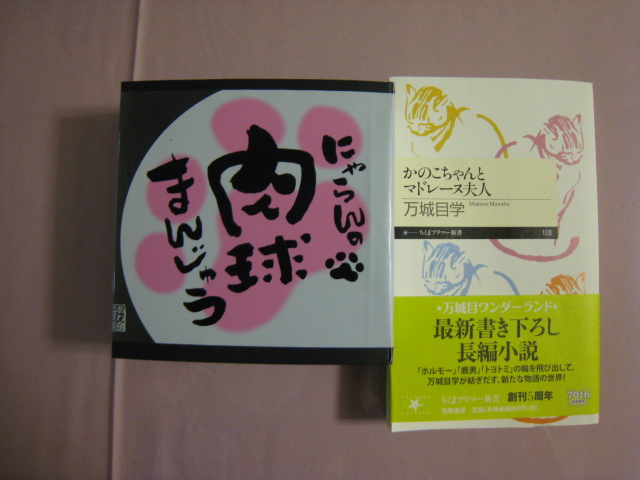 にゃらんの
肉球
まんじゅう
かのこちゃんと
マドレーヌ夫人
万城目学
Makime Manabu
ちくまプリマー新書
128
万城目ワンダーランド
最新書き下ろし
長編小説
「ホルモー」「鹿男」「トヨトミ」の輪を飛び出して、
万城目学が紡ぎだす、新たな物語の世界!
ちくまプリマー新書 創刊5周年
筑摩書房
70th